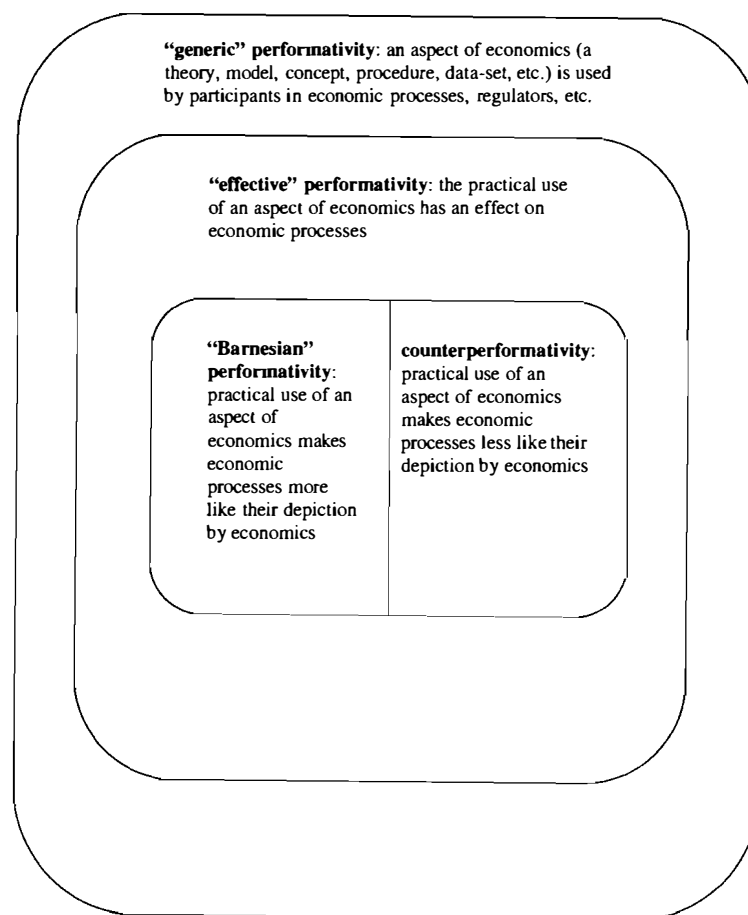 “generic” performativity: an aspect of economics (a
theory, model, concept, procedure, data-set, etc.) is used
by participants in economic processes, regulators, etc.
“effective” performativity: the practical use
of an aspect of economics has an effect on
economic processes
“Barnesian”
performativity:
practical use of an
aspect of
economics makes
economic
processes more
like their depiction
by economics
counterperformativity:
practical use of an
aspect of economics
makes economic
processes less like their
depiction by economics